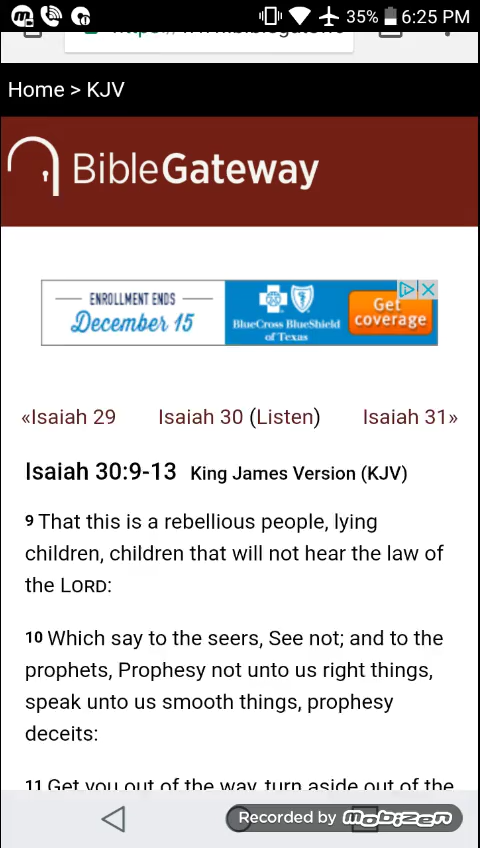 35% 6:25 PM
Home > KJV
BibleGateway
ENROLLMENT ENDS
December 15
BlueCross BlueShield
of Texas
Get
coverage
«Isaiah 29 Isaiah 30 (Listen) Isaiah 31»
Isaiah 30:9-13 King James Version (KJV)
9 That this is a rebellious people, lying
children, children that will not hear the law of
the LORD:
10 Which say to the seers, See not; and to the
prophets, Prophesy not unto us right things,
speak unto us smooth things, prophesy
deceits:
11 Get you out of the way, turn aside out of the
Recorded by Mobizen